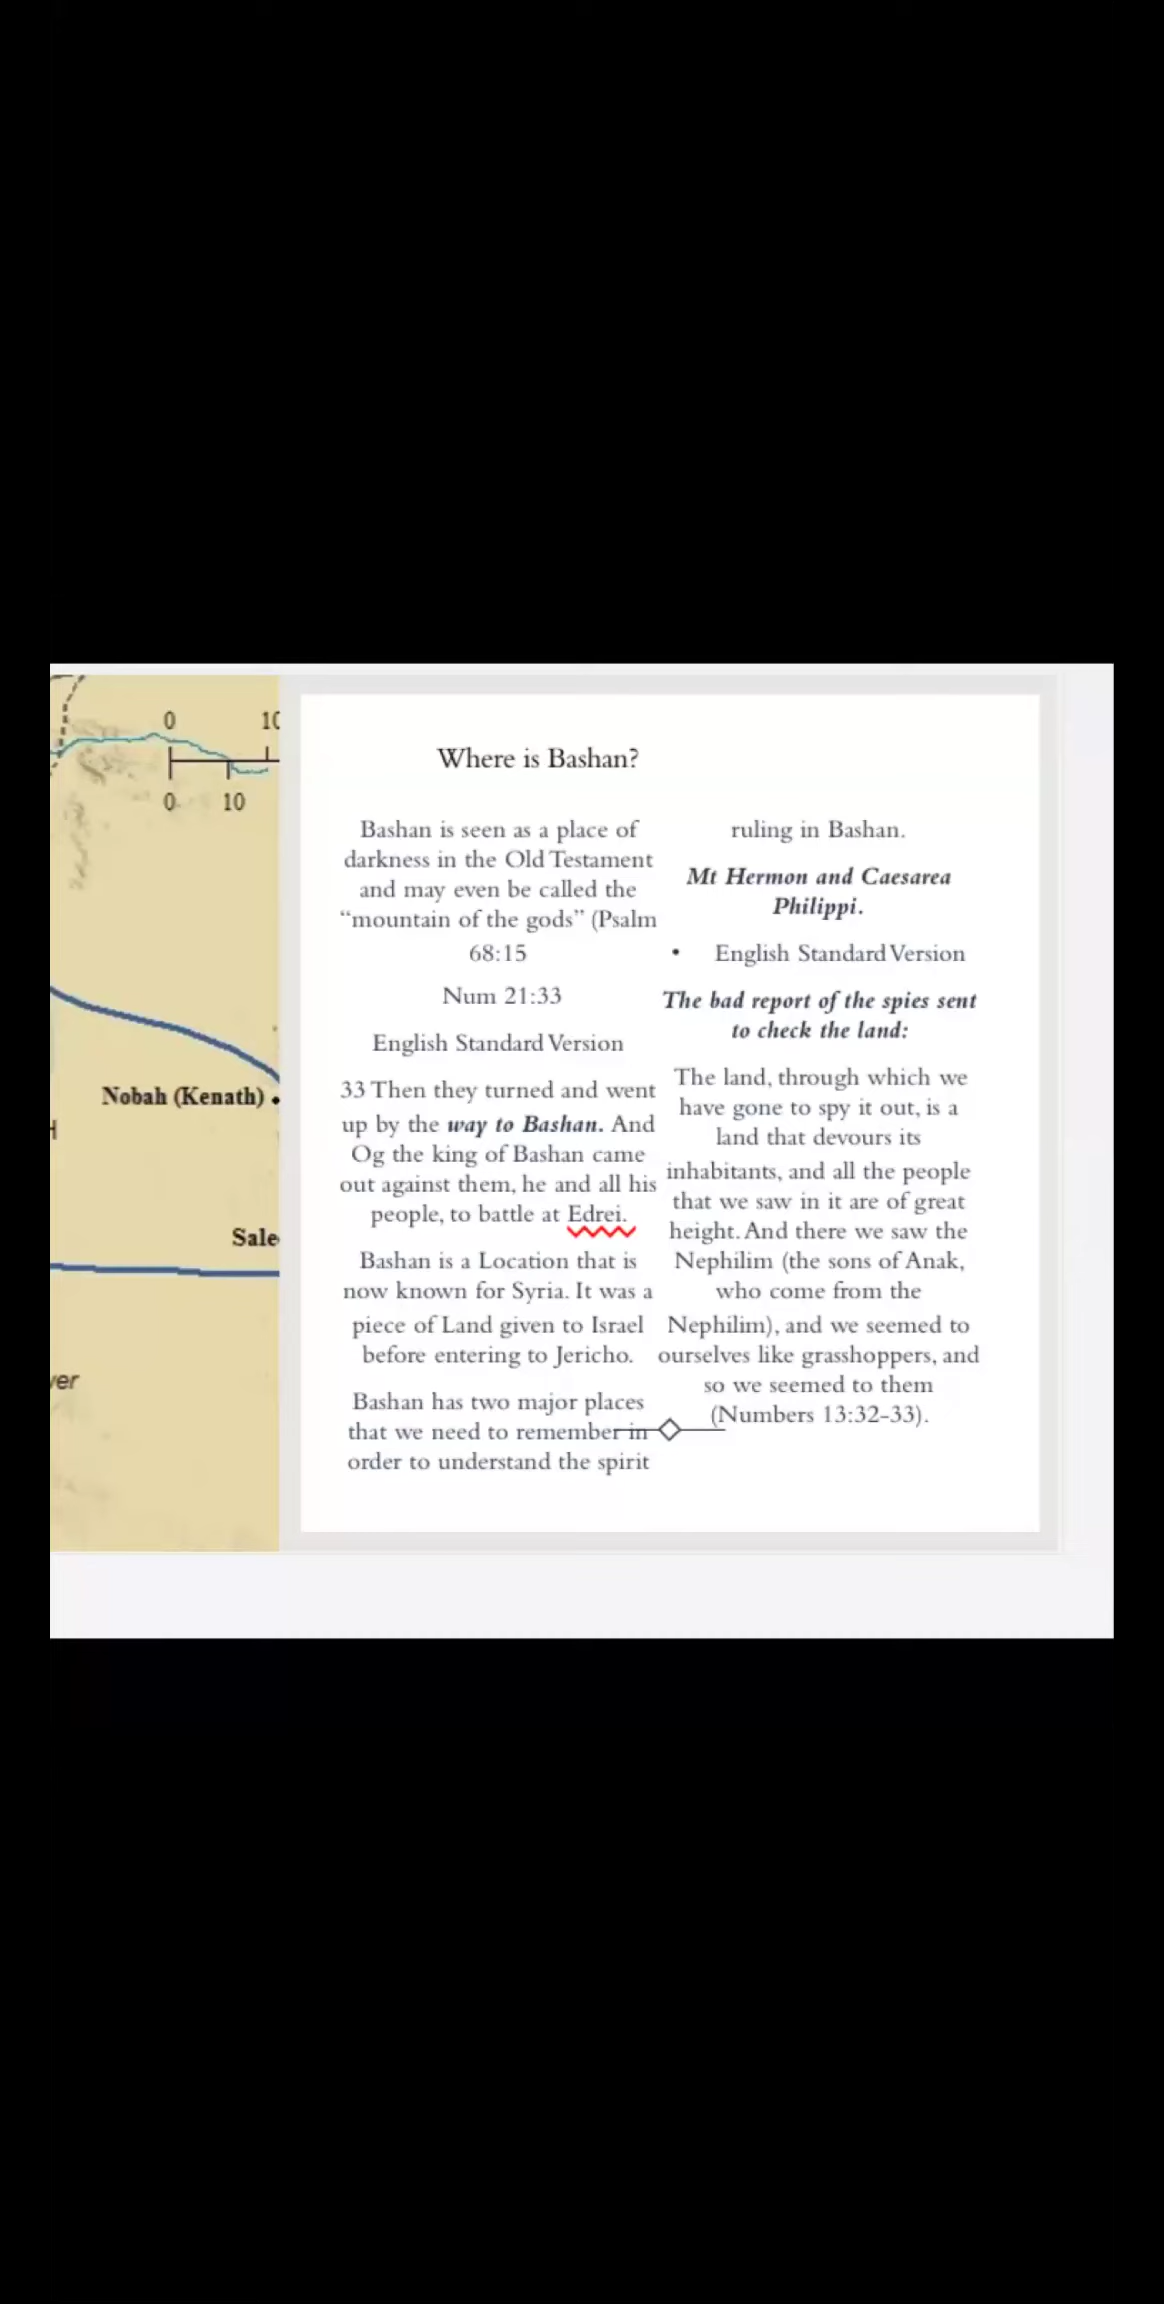 0 10
0 10
Nobah (Kenath)
Sale
ver
Where is Bashan?
Bashan is seen as a place of
darkness in the Old Testament
and may even be called the
“mountain of the gods” (Psalm
68:15
Num 21:33
English Standard Version
33 Then they turned and went
up by the way to Bashan. And
Og the king of Bashan came
out against them, he and all his
people, to battle at Edrei.
Bashan is a Location that is
now known for Syria. It was a
piece of Land given to Israel
before entering to Jericho.
Bashan has two major places
that we need to remember in
order to understand the spirit
ruling in Bashan.
Mt Hermon and Caesarea
Philippi.
• English Standard Version
The bad report of the spies sent
to check the land:
The land, through which we
have gone to spy it out, is a
land that devours its
inhabitants, and all the people
that we saw in it are of great
height. And there we saw the
Nephilim (the sons of Anak,
who come from the
Nephilim), and we seemed to
ourselves like grasshoppers, and
so we seemed to them
(Numbers 13:32-33).